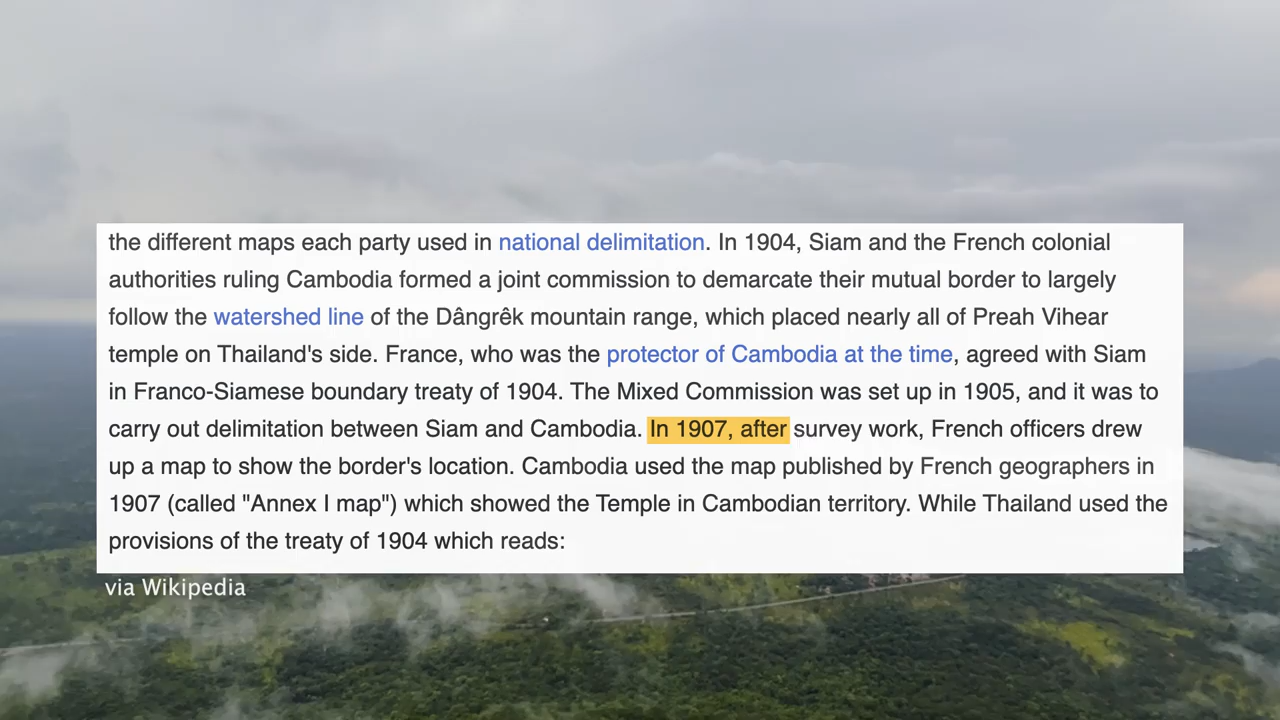 the different maps each party used in national delimitation. In 1904, Siam and the French colonial
authorities ruling Cambodia formed a joint commission to demarcate their mutual border to largely
follow the watershed line of the Dângrêk mountain range, which placed nearly all of Preah Vihear
temple on Thailand's side. France, who was the protector of Cambodia at the time, agreed with Siam
in Franco-Siamese boundary treaty of 1904. The Mixed Commission was set up in 1905, and it was to
carry out delimitation between Siam and Cambodia. In 1907, after survey work, French officers drew
up a map to show the border's location. Cambodia used the map published by French geographers in
1907 (called "Annex I map") which showed the Temple in Cambodian territory. While Thailand used the
provisions of the treaty of 1904 which reads:
via Wikipedia